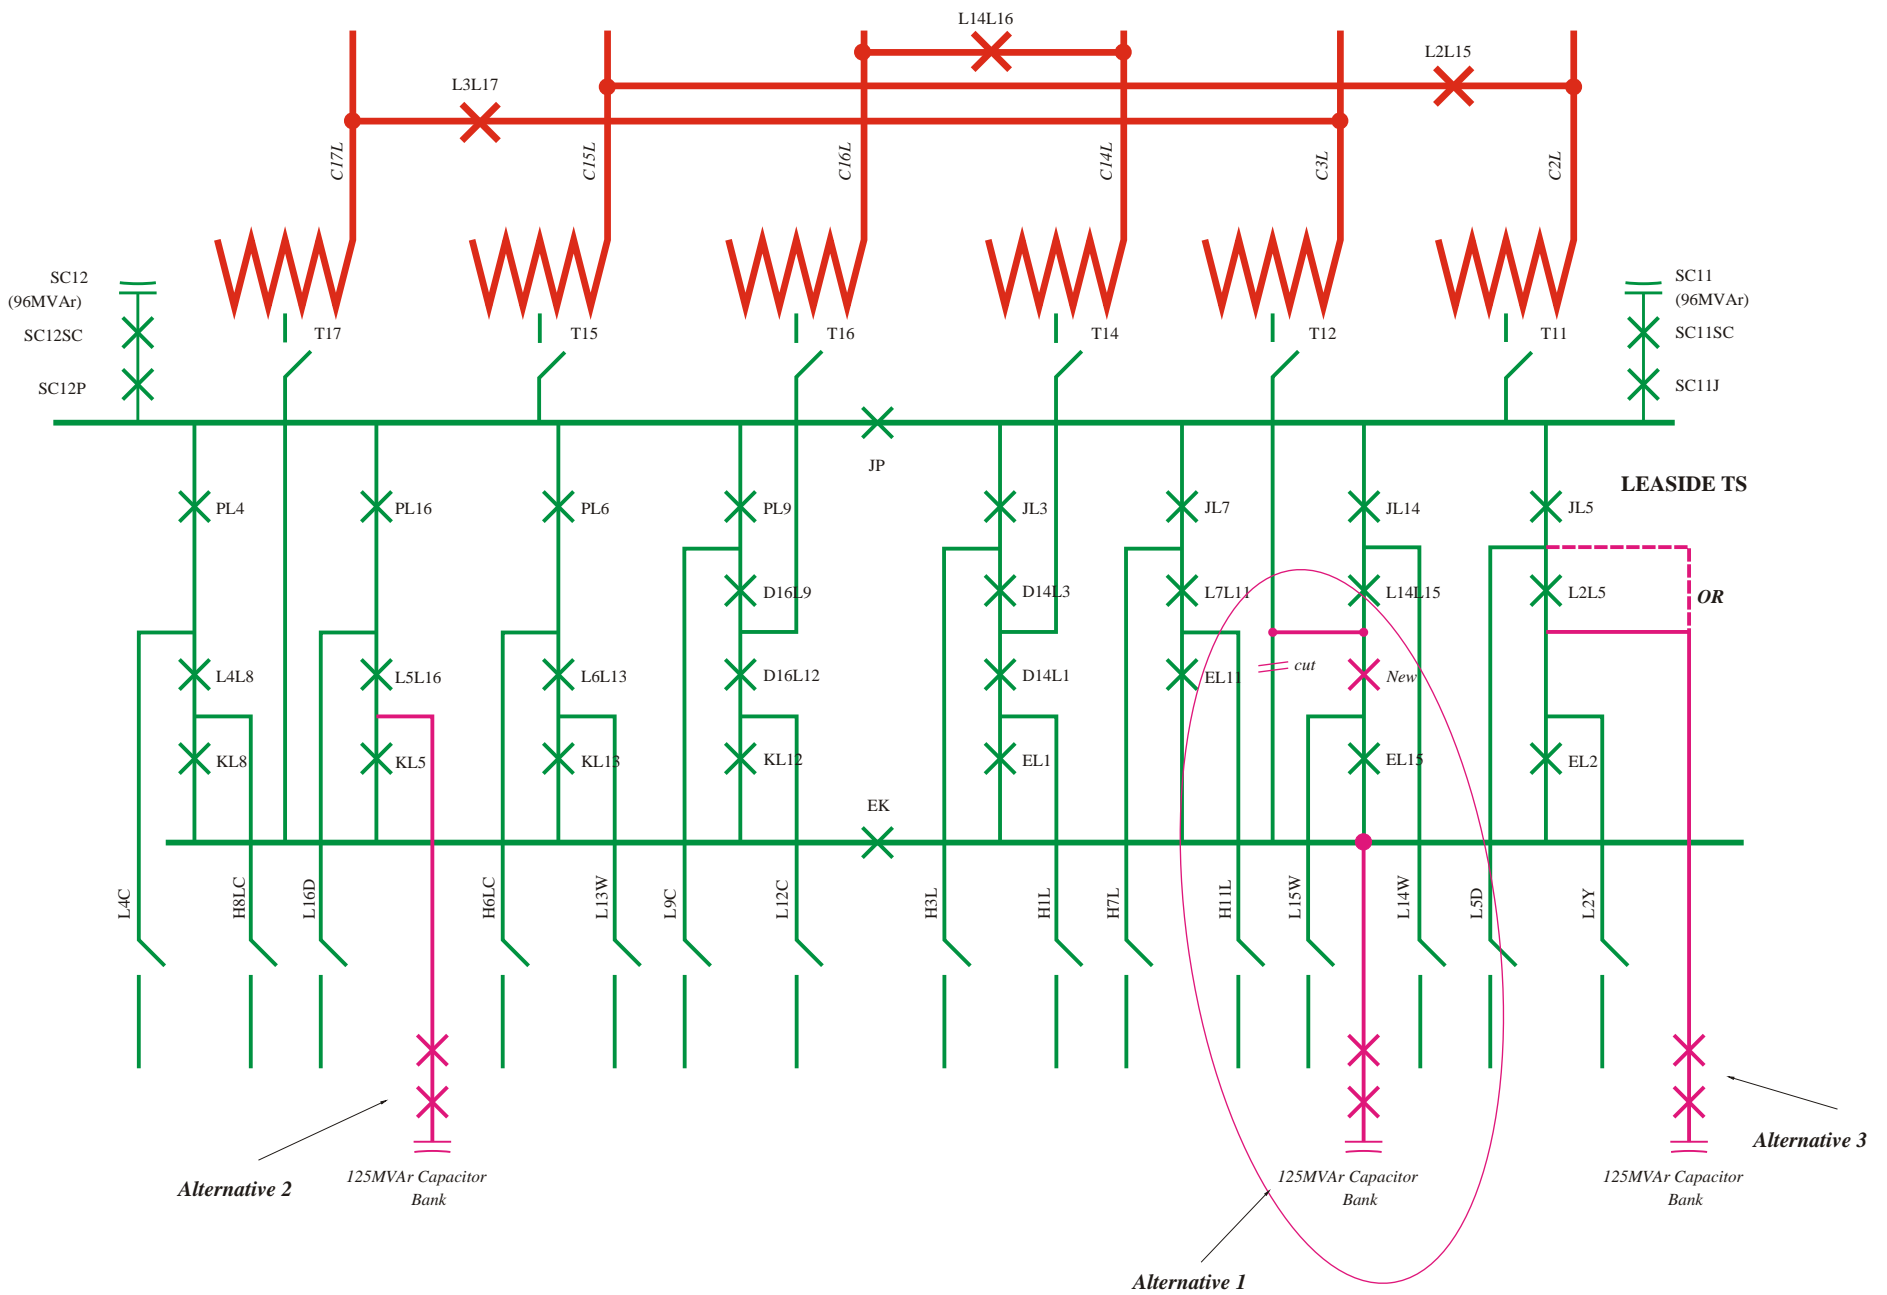 L14L16
L2L15
L3L17
C17L
C15L
C16L
C14L
C3L
C2L
SC12
(96MVAr)
SC12SC
SC12P
T17
T15
T16
T14
T12
T11
SC11
(96MVAr)
SC11SC
SC11J
JP
LEASIDE TS
PL4
PL16
PL6
PL9
JL3
JL7
JL14
JL5
D16L9
D14L3
L7L11
L14L15
L2L5
OR
L4L8
L5L16
L6L13
D16L12
D14L1
EL11
cut
New
KL8
KL5
KL13
KL12
EL1
EL15
EL2
EK
L4C
H8LC
L16D
H6LC
L13W
L9C
L12C
H3L
H1L
H7L
H11L
L15W
L14W
L5D
L2Y
Alternative 2
125MVAr Capacitor
Bank
125MVAr Capacitor
Bank
Alternative 1
Alternative 3
125MVAr Capacitor
Bank